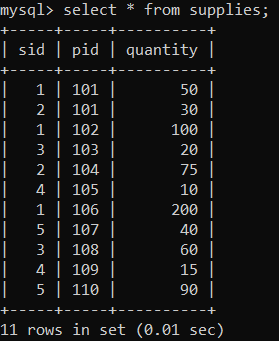 mysql> select * from supplies;
+-----+-----+----------+
| sid | pid | quantity |
+-----+-----+----------+
|   1 | 101 |       50 |
|   2 | 101 |       30 |
|   1 | 102 |      100 |
|   3 | 103 |       20 |
|   2 | 104 |       75 |
|   4 | 105 |       10 |
|   1 | 106 |      200 |
|   5 | 107 |       40 |
|   3 | 108 |       60 |
|   4 | 109 |       15 |
|   5 | 110 |       90 |
+-----+-----+----------+
11 rows in set (0.01 sec)